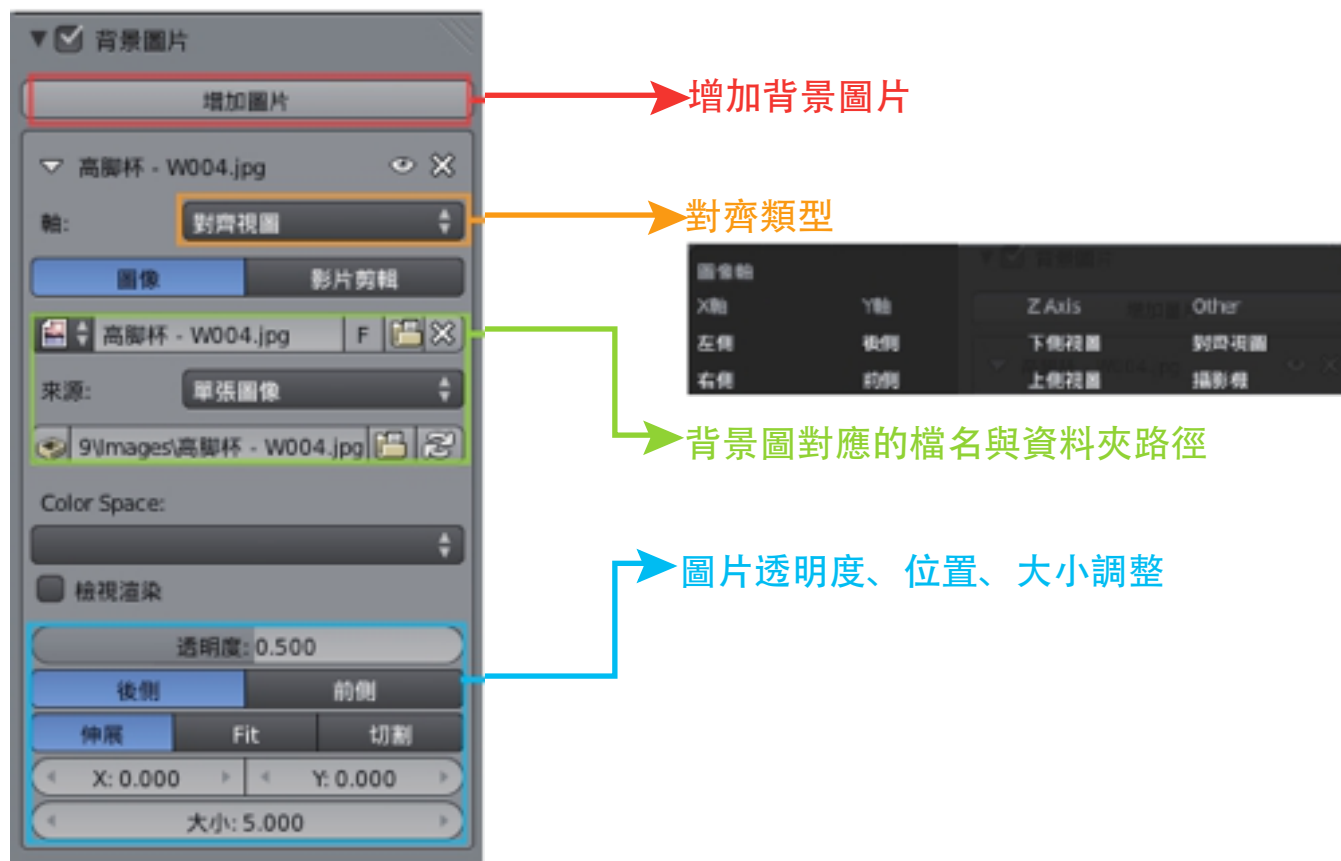 背景圖片
增加圖片
增加背景圖片
高腳杯 - W004.jpg
軸: 對齊視圖
對齊類型
圖像 影片剪輯
圖像軸
X軸 Y軸 Z Axis Other
左側 後側 下側視圖 對齊視圖
右側 前側 上側視圖 攝影機
高腳杯 - W004.jpg F
來源: 單張圖像
9\Images\高腳杯 - W004.jpg
背景圖對應的檔名與資料夾路徑
Color Space:
檢視渲染
圖片透明度、位置、大小調整
透明度: 0.500
後側 前側
伸展 Fit 切割
X: 0.000 Y: 0.000
大小: 5.000